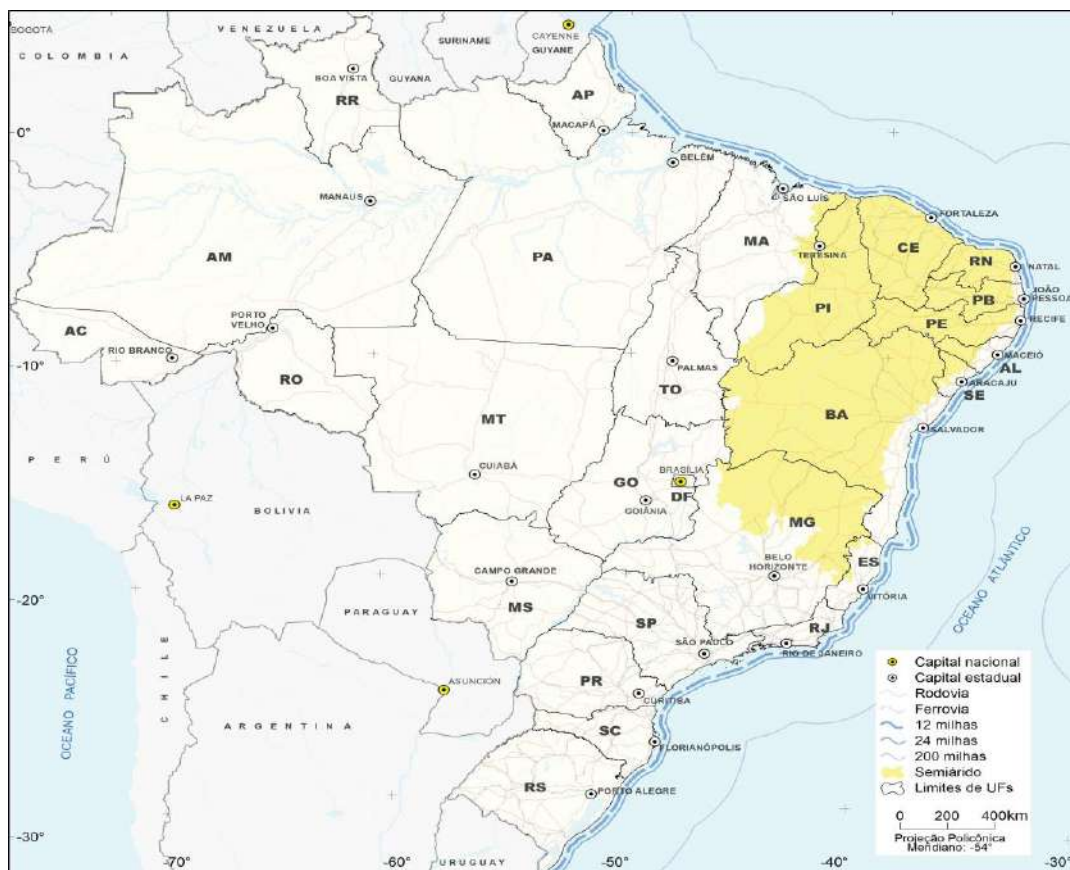 BOGOTÁ
VENEZUELA
COLOMBIA
CAYENNE
SURINAME
GUYANE
GUYANA
BOA VISTA
RR
AP
MACAPÁ
0°
BELÉM
SÃO LUÍS
MANAUS
FORTALEZA
AM
PA
MA
TERESINA
CE
RN
NATAL
JOÃO
PESSOA
PB
PI
PE
RECIFE
AC
PORTO
VELHO
RIO BRANCO
-10°
PALMAS
MACEIÓ
AL
ARACAJU
SE
RO
TO
BA
MT
SALVADOR
PERÚ
CUIABÁ
BRASÍLIA
GO
DF
GOIÂNIA
LA PAZ
BOLIVIA
MG
BELO
HORIZONTE
ES
CAMPO GRANDE
VITÓRIA
-20°
MS
PARAGUAY
SP
RJ
SÃO PAULO
RIO DE JANEIRO
OCEANO ATLÂNTICO
OCEANO PACÍFICO
CHILE
ASUNCIÓN
PR
CURITIBA
ARGENTINA
SC
FLORIANÓPOLIS
RS
PORTO ALEGRE
-30°
URUGUAY
-70°
-60°
-50°
-40°
-30°
Capital nacional
Capital estadual
Rodovia
Ferrovia
12 milhas
24 milhas
200 milhas
Semiárido
Limites de UFs
0 200 400km
Projeção Policônica
Meridiano: -54°